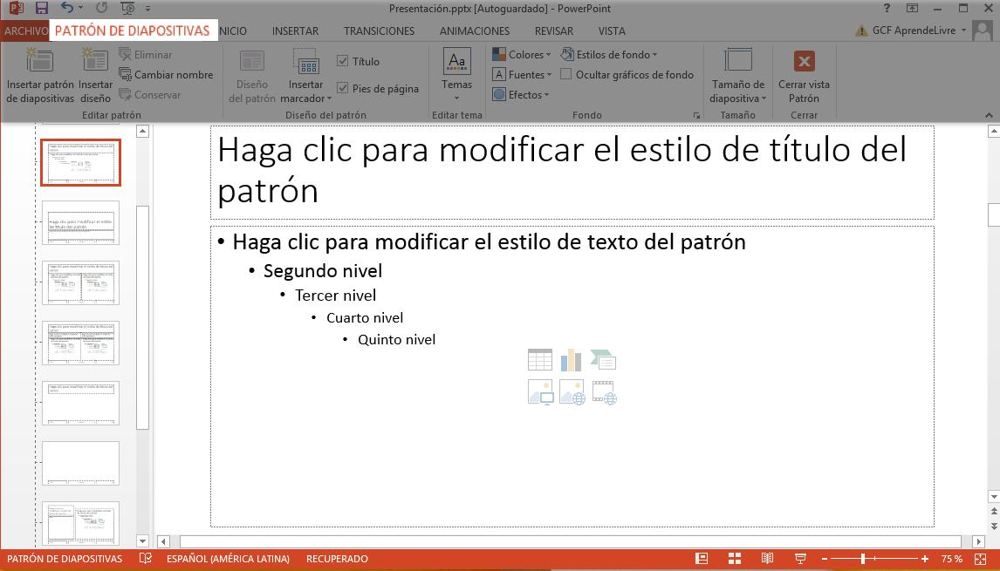 Presentación.pptx [Autoguardado] - PowerPoint
?
ARCHIVO PATRÓN DE DIAPOSITIVAS NICIO INSERTAR TRANSICIONES ANIMACIONES REVISAR VISTA GCF AprendeLivre
Insertar patrón de diapositivas
Insertar diseño
Eliminar
Cambiar nombre
Conservar
Editar patrón
Diseño del patrón
Insertar marcador
Título
Pies de página
Diseño del patrón
Aa
Temas
Editar tema
Colores
Fuentes
Efectos
Estilos de fondo
Ocultar gráficos de fondo
Fondo
Tamaño de diapositiva
Tamaño
Cerrar vista Patrón
Cerrar
Haga clic para modificar el estilo de título del
patrón
• Haga clic para modificar el estilo de texto del patrón
• Segundo nivel
• Tercer nivel
• Cuarto nivel
• Quinto nivel
PATRÓN DE DIAPOSITIVAS ESPAÑOL (AMÉRICA LATINA) RECUPERADO 75 %